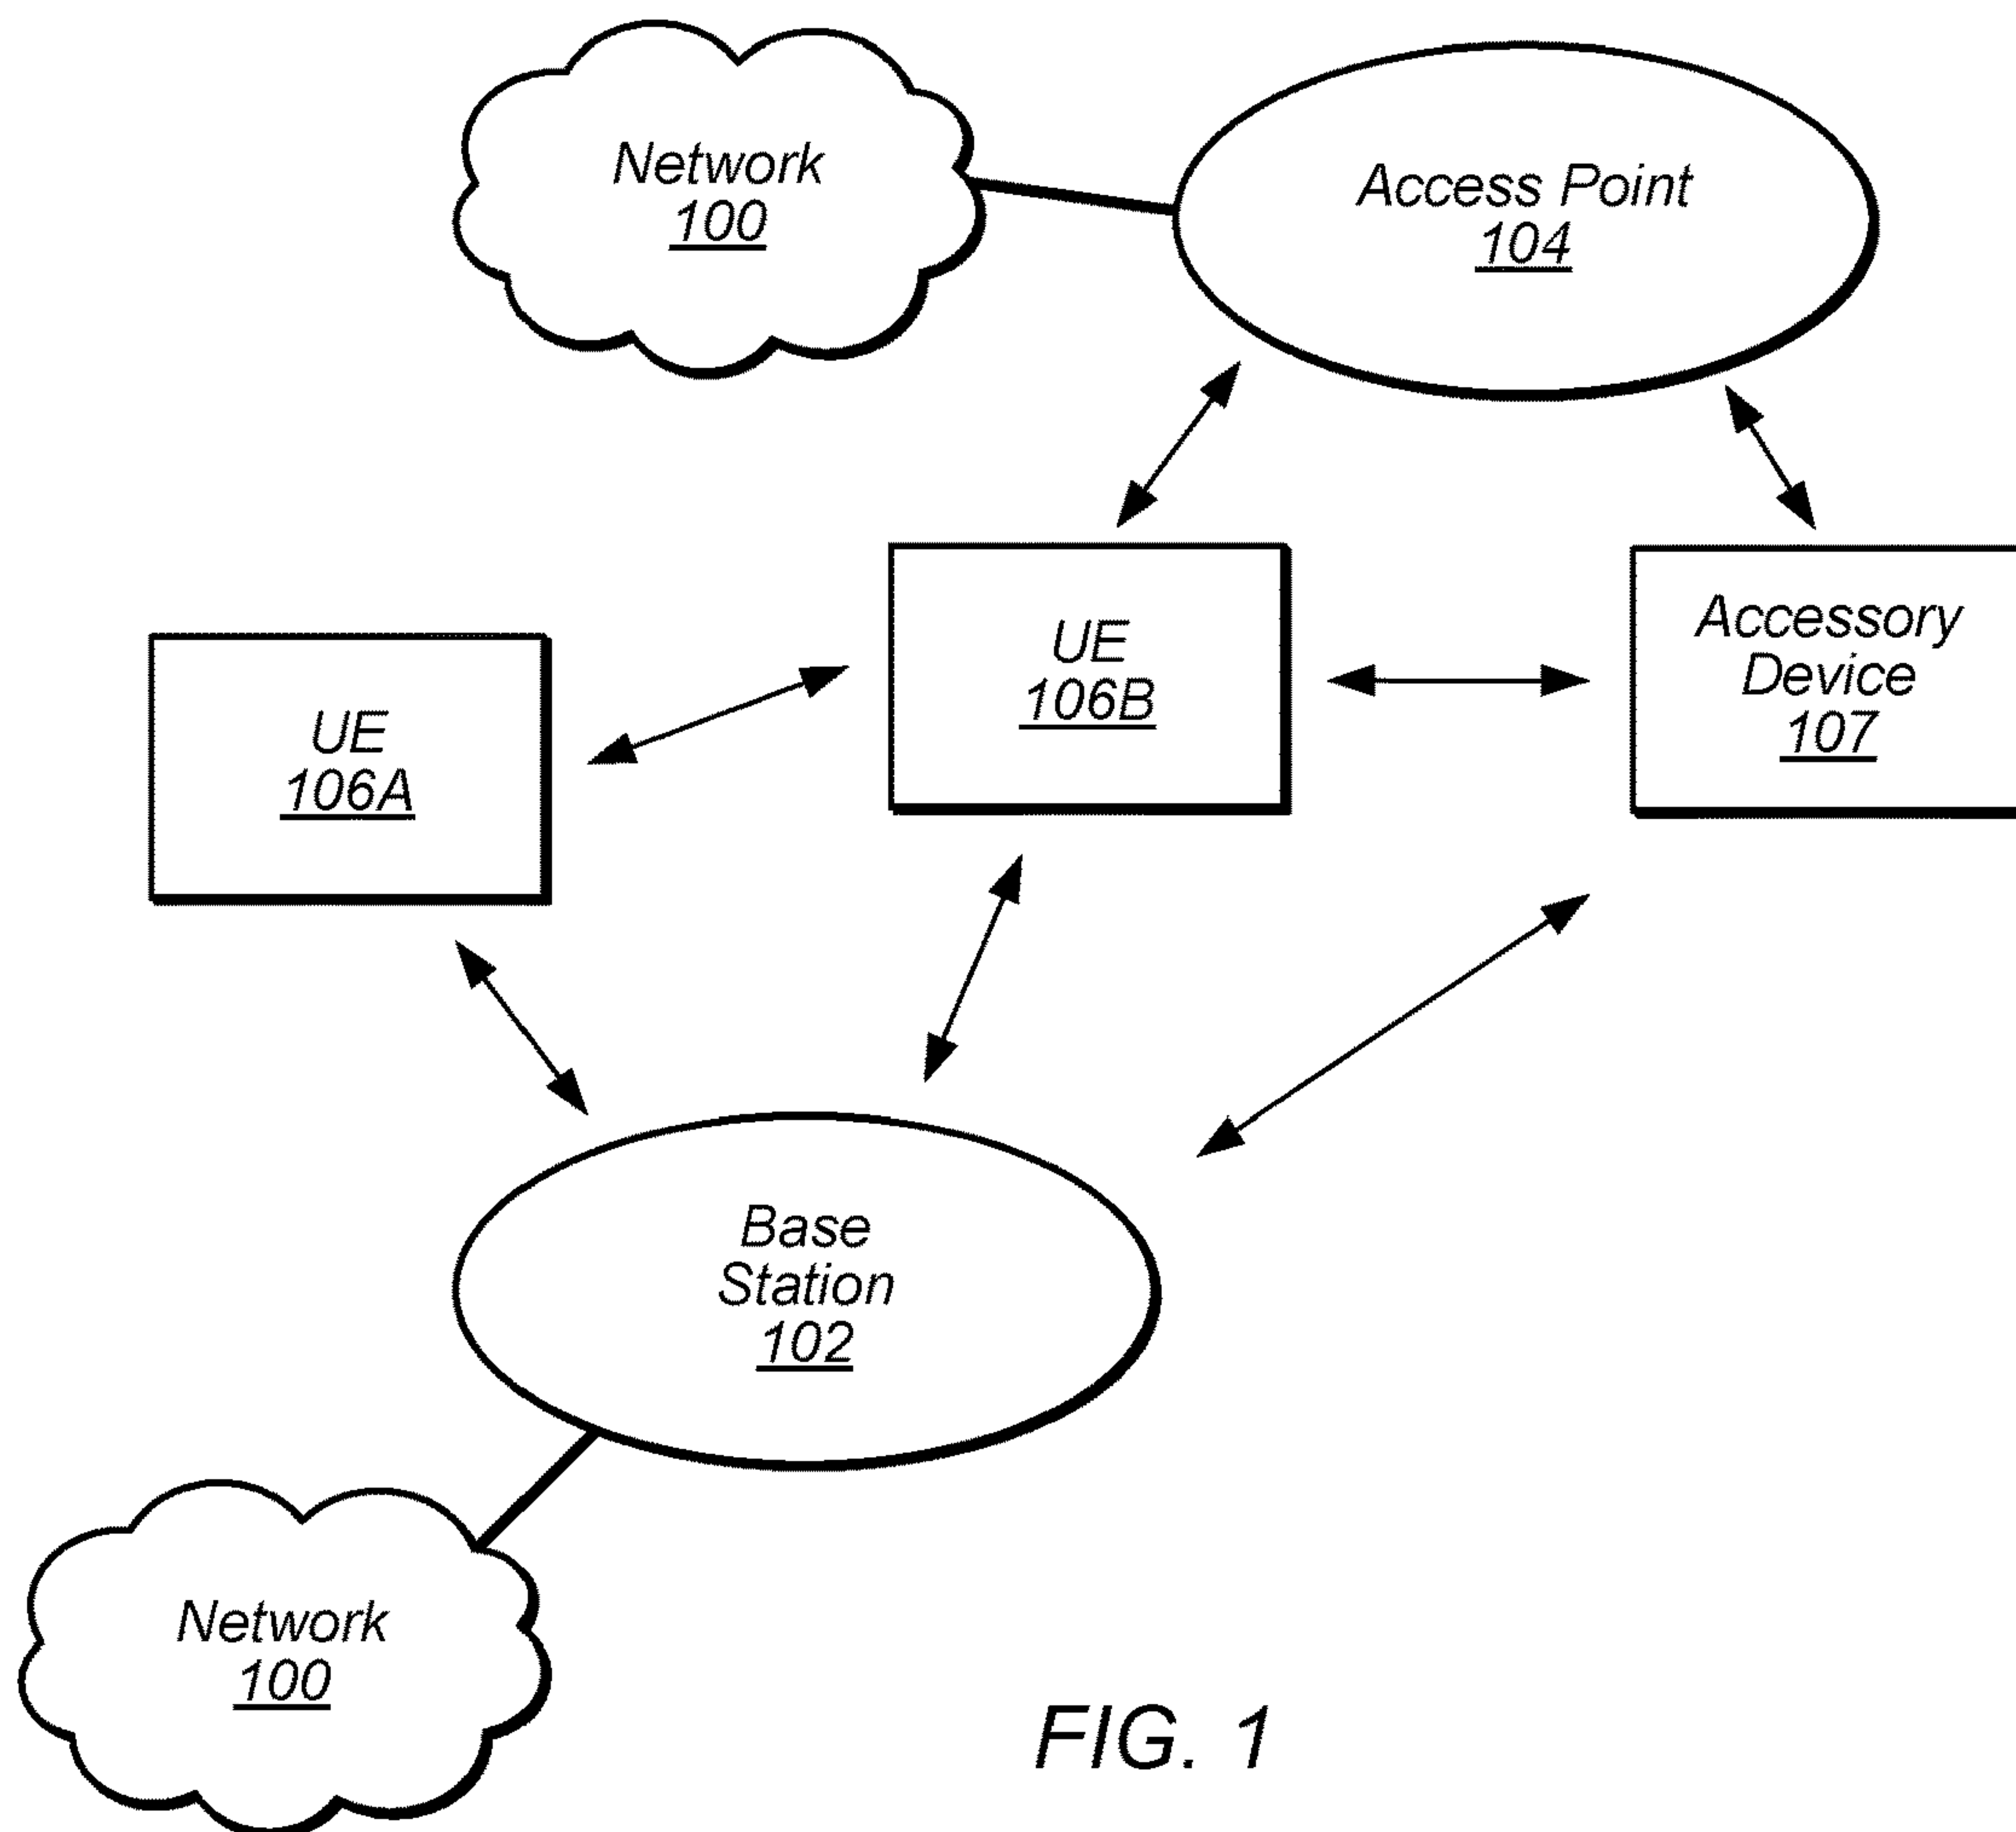 Network
100
Access Point
104
UE
106A
UE
106B
Accessory
Device
107
Base
Station
102
Network
100
FIG. 1